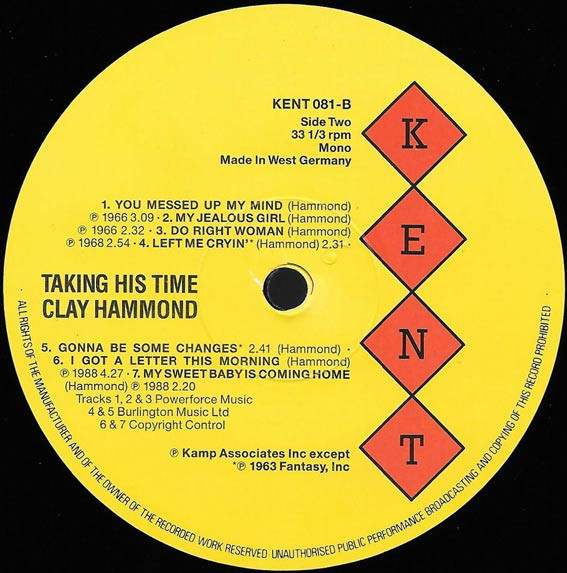 KENT 081-B
Side Two
33 1/3 rpm
Mono
Made In West Germany
K
E
N
T
1. YOU MESSED UP MY MIND (Hammond)
℗ 1966 3.09 · 2. MY JEALOUS GIRL (Hammond)
℗ 1966 2.32 · 3. DO RIGHT WOMAN (Hammond)
℗ 1968 2.54 · 4. LEFT ME CRYIN'* (Hammond) 2.31 ·
TAKING HIS TIME
CLAY HAMMOND
5. GONNA BE SOME CHANGES* 2.41 (Hammond) ·
6. I GOT A LETTER THIS MORNING (Hammond)
℗ 1988 4.27 · 7. MY SWEET BABY IS COMING HOME
(Hammond) ℗ 1988 2.20
Tracks 1, 2 & 3 Powerforce Music
4 & 5 Burlington Music Ltd
6 & 7 Copyright Control
℗ Kamp Associates Inc except
*℗ 1963 Fantasy, Inc
ALL RIGHTS OF THE MANUFACTURER AND OF THE OWNER OF THE RECORDED WORK RESERVED · UNAUTHORISED PUBLIC PERFORMANCE BROADCASTING AND COPYING OF THIS RECORD PROHIBITED